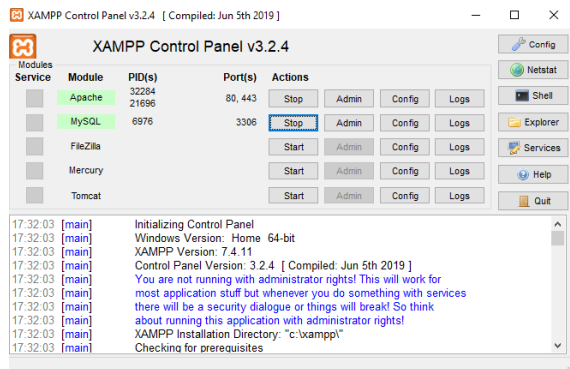 XAMPP Control Panel v3.2.4 [ Compiled: Jun 5th 2019 ]
XAMPP Control Panel v3.2.4
Config
Modules
Service Module PID(s) Port(s) Actions
Netstat
Apache 32284 21696 80, 443 Stop Admin Config Logs
Shell
MySQL 6976 3306 Stop Admin Config Logs
Explorer
FileZilla Start Admin Config Logs
Services
Mercury Start Admin Config Logs
Help
Tomcat Start Admin Config Logs
Quit
17:32:03 [main] Initializing Control Panel
17:32:03 [main] Windows Version: Home 64-bit
17:32:03 [main] XAMPP Version: 7.4.11
17:32:03 [main] Control Panel Version: 3.2.4 [ Compiled: Jun 5th 2019 ]
17:32:03 [main] You are not running with administrator rights! This will work for
17:32:03 [main] most application stuff but whenever you do something with services
17:32:03 [main] there will be a security dialogue or things will break! So think
17:32:03 [main] about running this application with administrator rights!
17:32:03 [main] XAMPP Installation Directory: "c:\xampp\"
17:32:03 [main] Checking for prerequisites